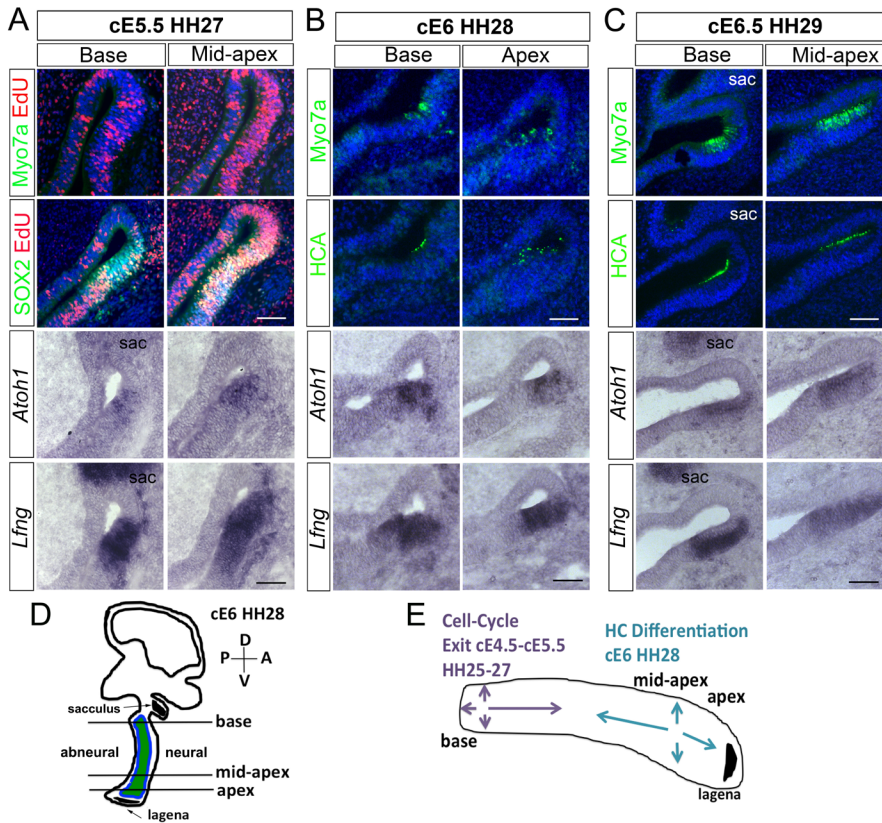 A
cE5.5 HH27
Base
Mid-apex
Myo7a EdU
SOX2 EdU
Atoh1
sac
Lfng
sac
B
cE6 HH28
Base
Apex
Myo7a
HCA
Atoh1
Lfng
C
cE6.5 HH29
Base
Mid-apex
Myo7a
sac
HCA
sac
Atoh1
sac
Lfng
sac
D
cE6 HH28
D
P
A
V
sacculus
base
abneural
neural
mid-apex
apex
lagena
E
Cell-Cycle
Exit cE4.5-cE5.5
HH25-27
HC Differentiation
cE6 HH28
mid-apex
apex
base
lagena